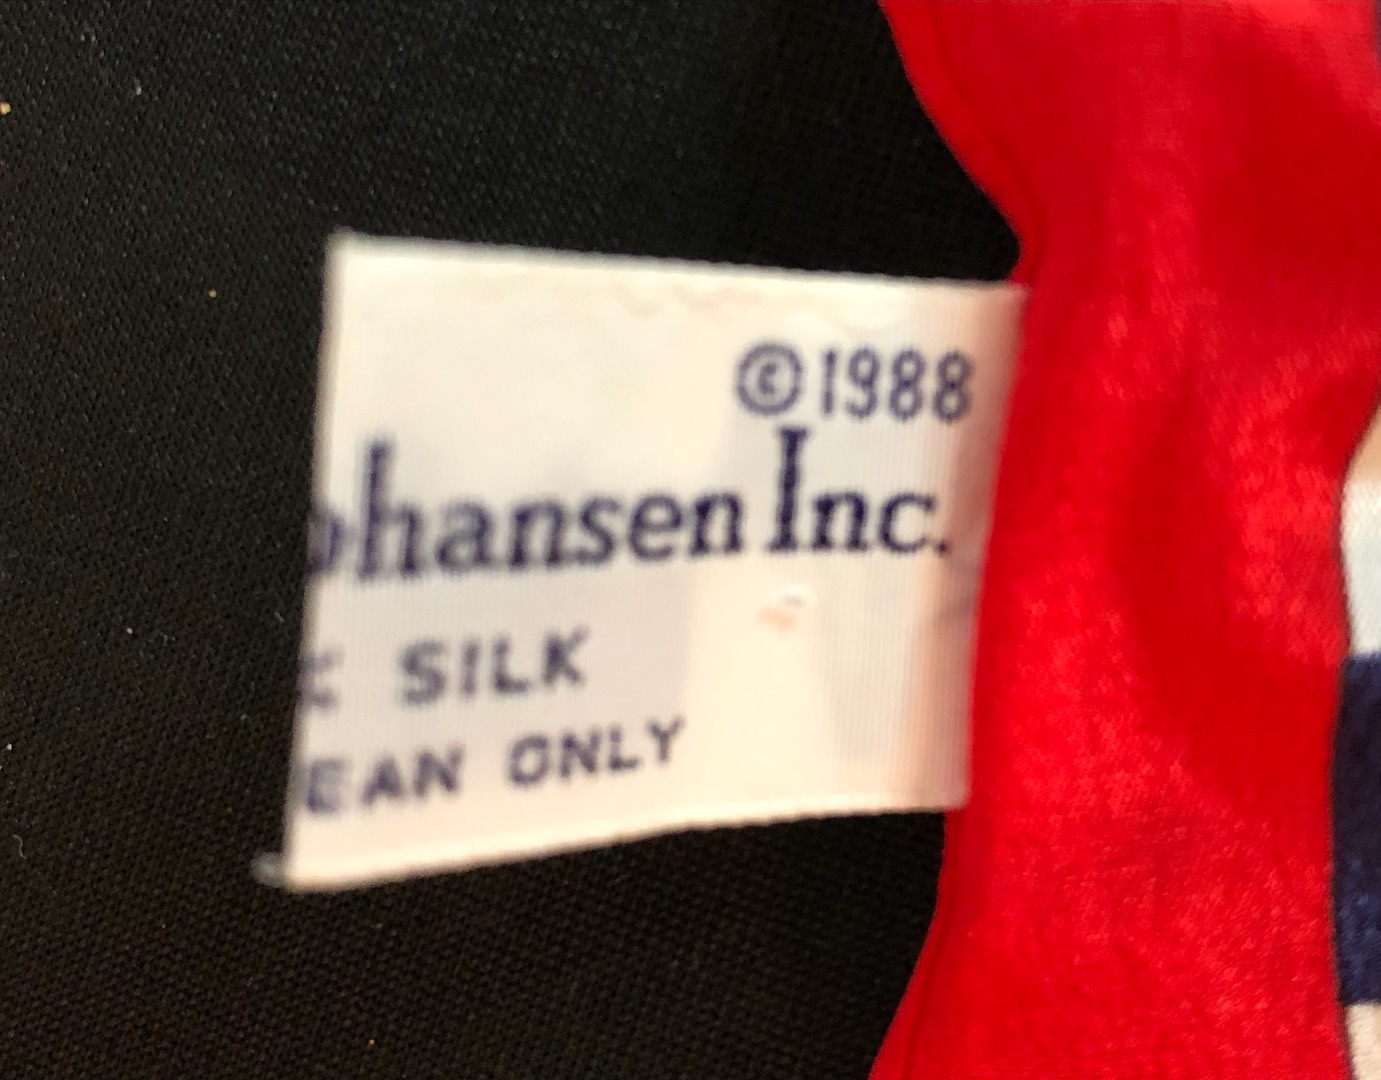 ©1988
ohansen Inc.
SILK
EAN ONLY